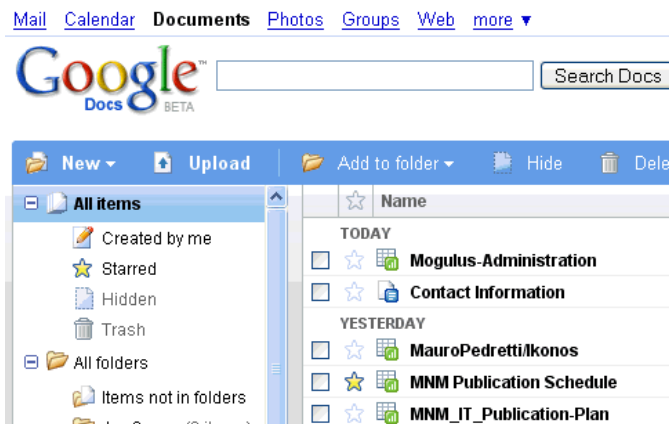 Mail Calendar Documents Photos Groups Web more ▼
Google™
Docs BETA
Search Docs
New Upload Add to folder Hide
All items
Name
TODAY
Created by me
Mogulus-Administration
Starred
Contact Information
Hidden
YESTERDAY
Trash
MauroPedretti/Ikonos
All folders
MNM Publication Schedule
Items not in folders
MNM_IT_Publication-Plan